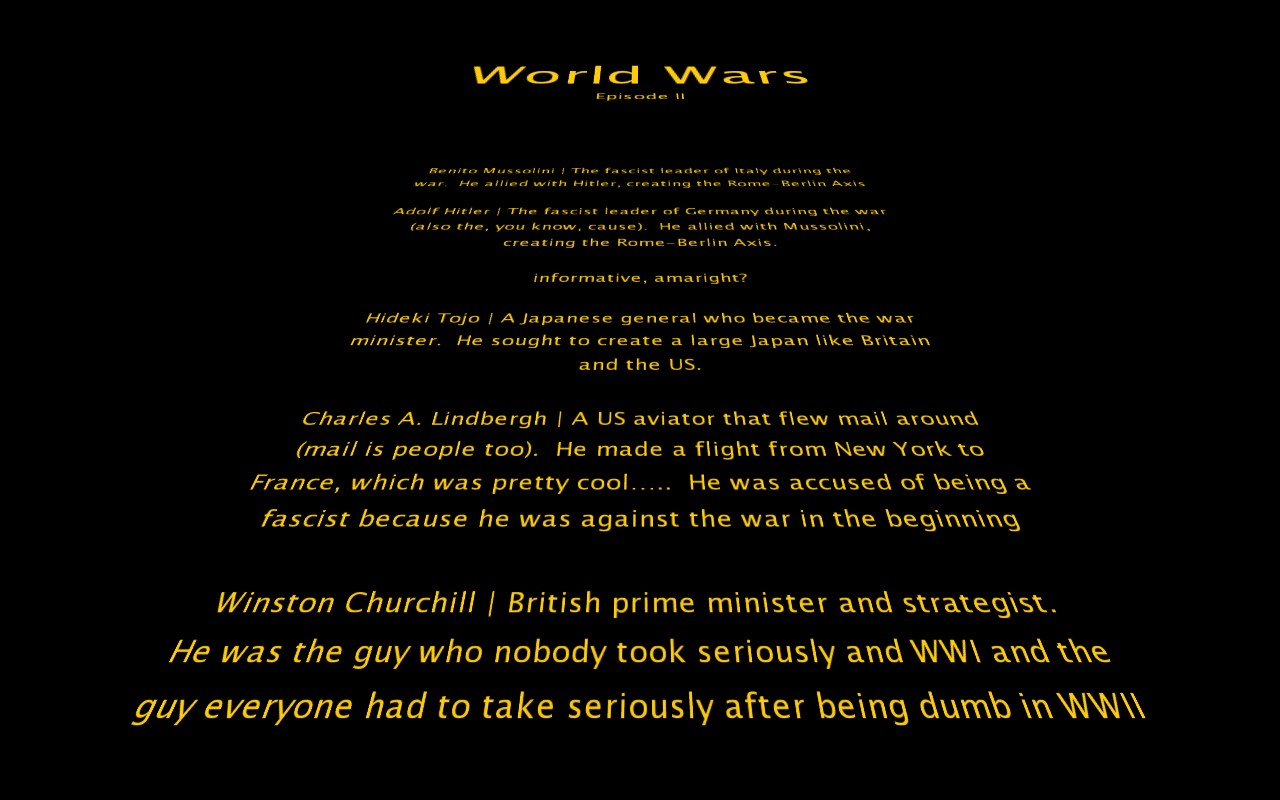 World Wars
Episode II
Benito Mussolini | The fascist leader of Italy during the
war.  He allied with Hitler, creating the Rome-Berlin Axis
Adolf Hitler | The fascist leader of Germany during the war
(also the, you know, cause).  He allied with Mussolini,
creating the Rome-Berlin Axis.
informative, amaright?
Hideki Tojo | A Japanese general who became the war
minister.  He sought to create a large Japan like Britain
and the US.
Charles A. Lindbergh | A US aviator that flew mail around
(mail is people too).  He made a flight from New York to
France, which was pretty cool.....  He was accused of being a
fascist because he was against the war in the beginning
Winston Churchill | British prime minister and strategist.
He was the guy who nobody took seriously and WWI and the
guy everyone had to take seriously after being dumb in WWII